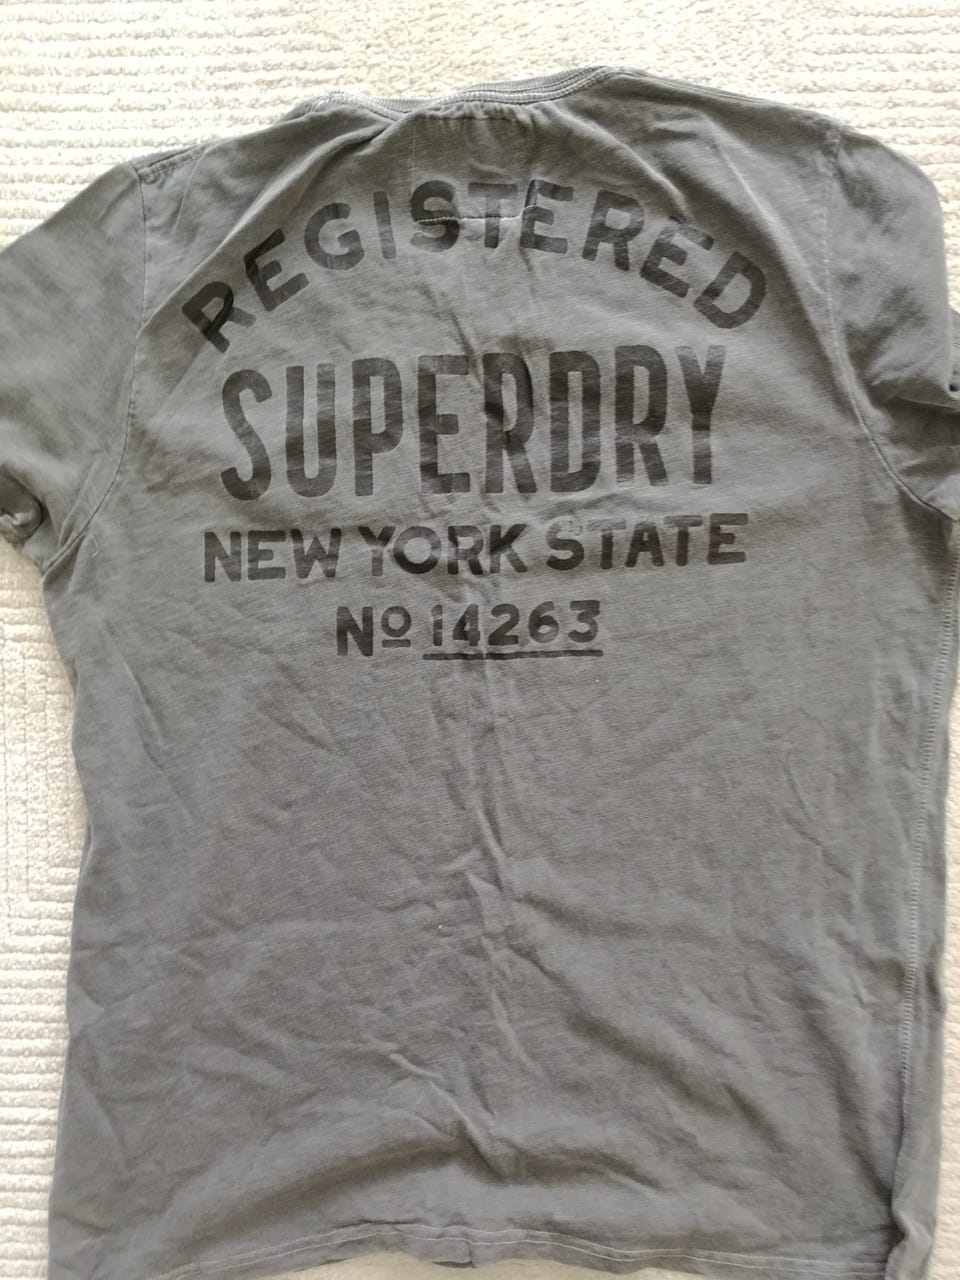 REGISTERED
SUPERDRY
NEW YORK STATE
Nº 14263